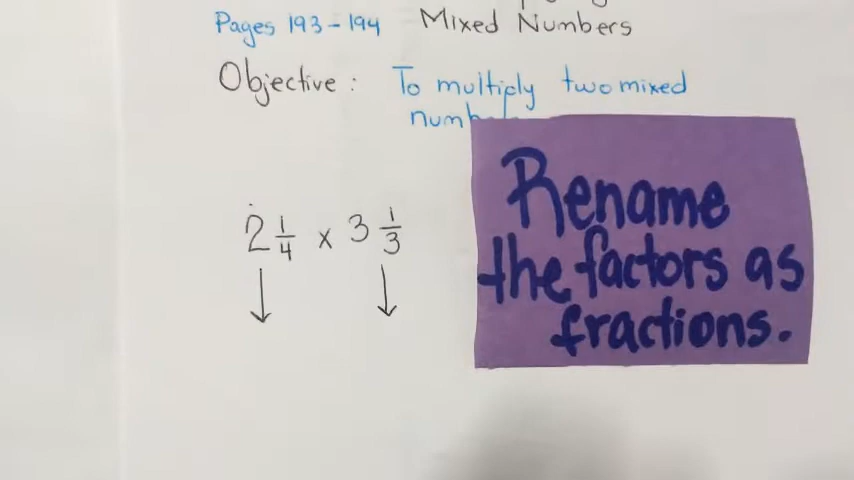 Pages 193-194 Mixed Numbers
Objective: To multiply two mixed
2 1/4 x 3 1/3
Rename
the factors as
fractions.